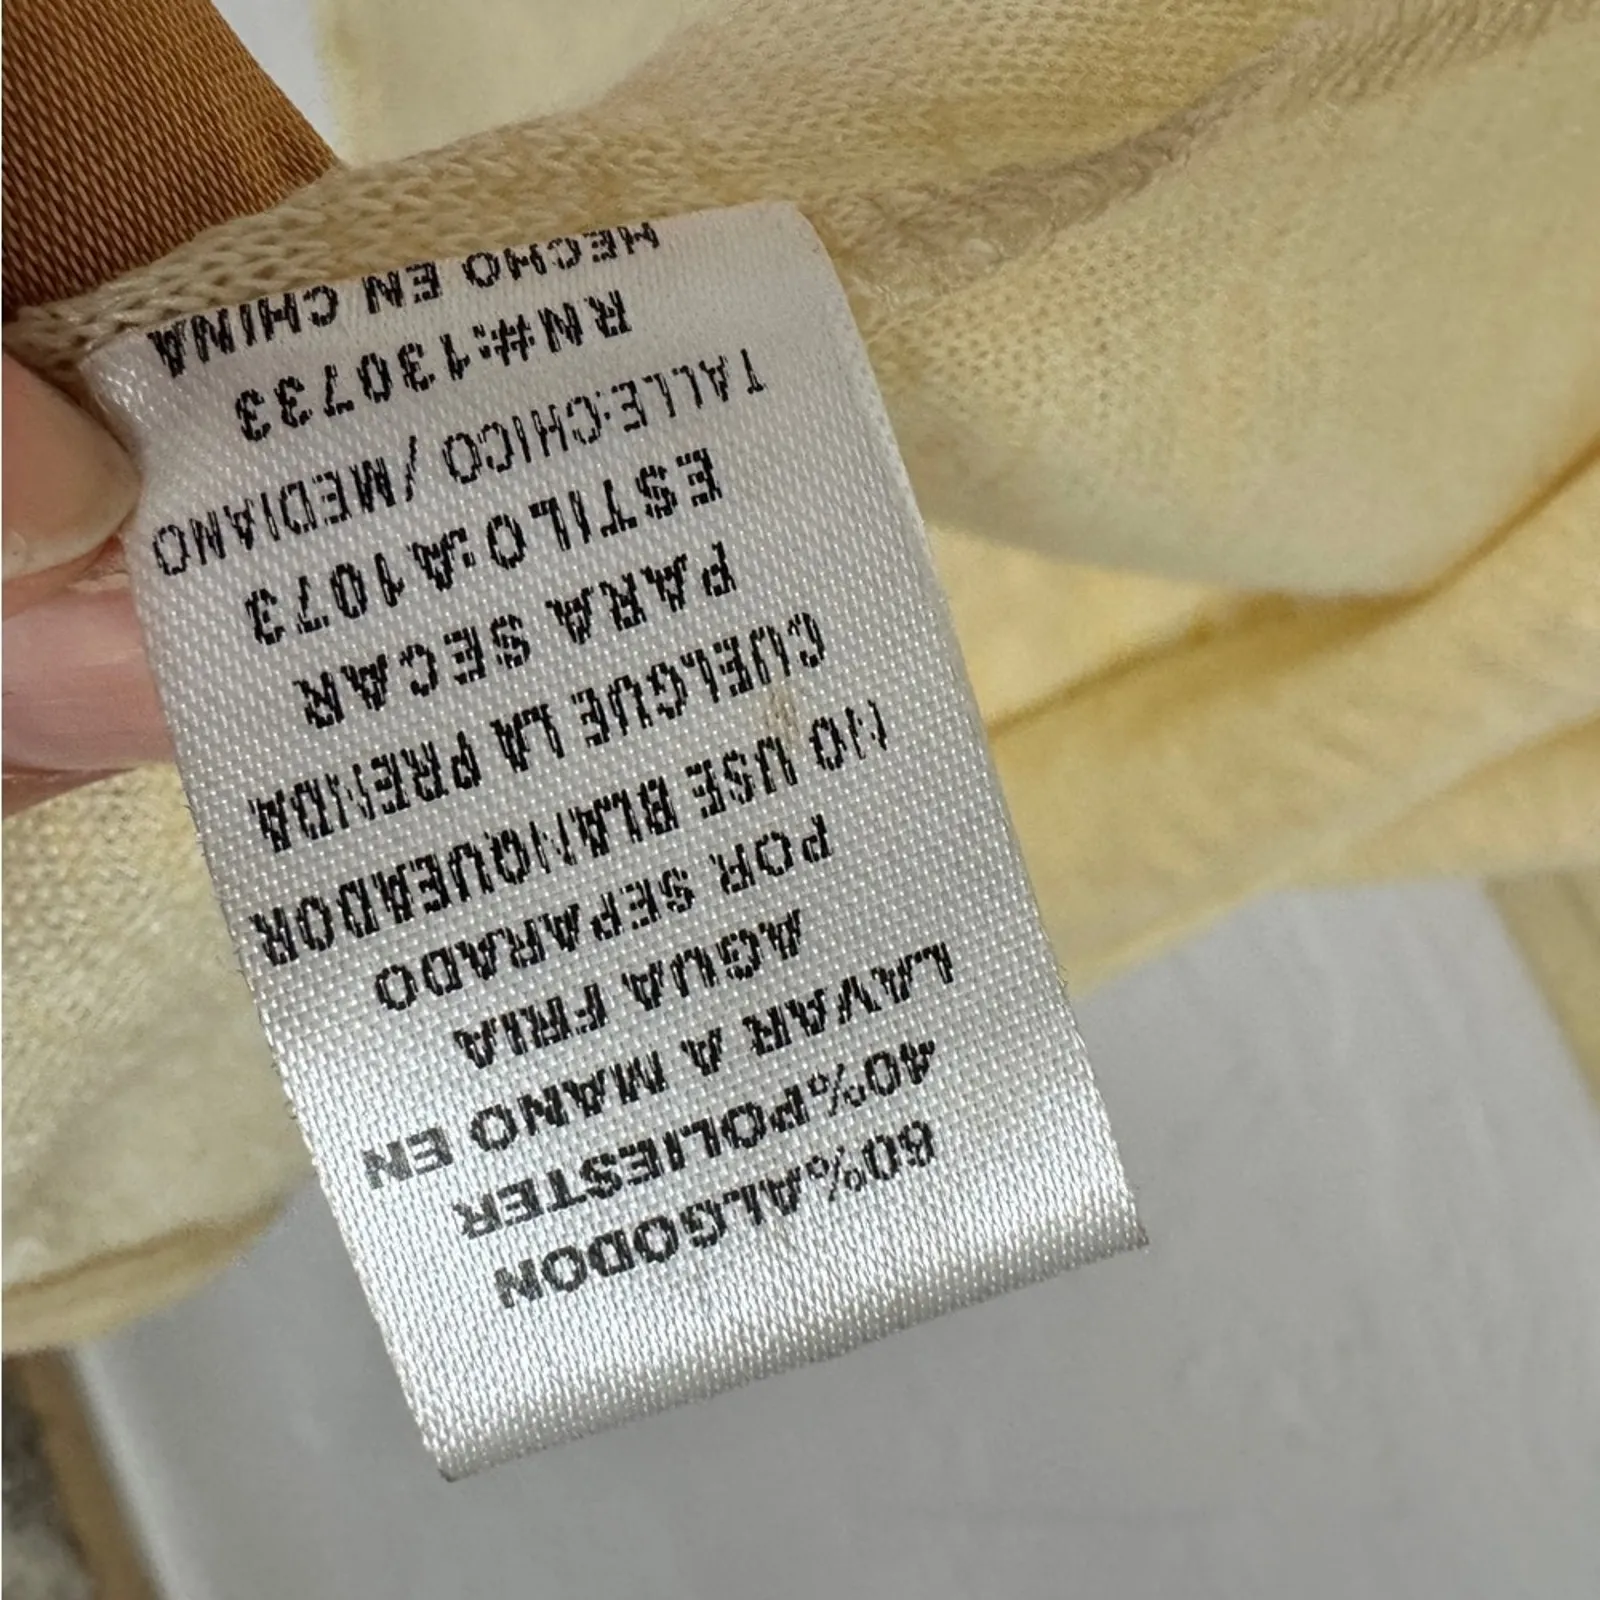 60%ALGODON
40%POLIESTER
LAVAR A MANO EN
AGUA FRIA
POR SEPARADO
NO USE BLANQUEADOR
CUELGUE LA PRENDA
PARA SECAR
ESTILO:A1073
TALLE:CHICO / MEDIANO
RN#:130733
HECHO EN CHINA